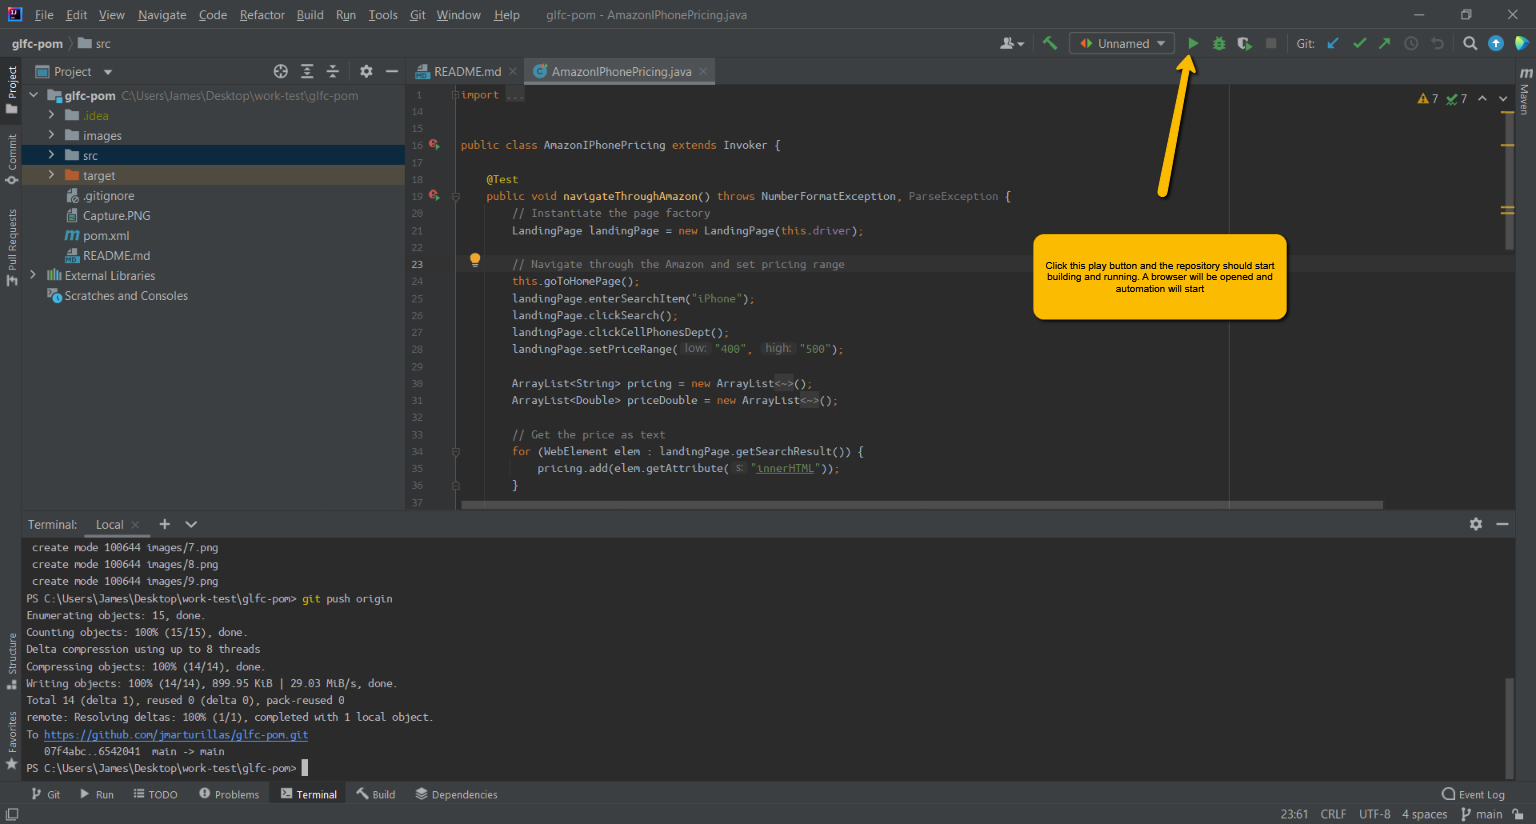 File Edit View Navigate Code Refactor Build Run Tools Git Window Help glfc-pom - AmazonIPhonePricing.java
glfc-pom src Unnamed Git:
Project
README.md AmazonIPhonePricing.java
glfc-pom C:\Users\James\Desktop\work-test\glfc-pom
.idea
images
src
target
.gitignore
Capture.PNG
pom.xml
README.md
External Libraries
Scratches and Consoles
Project
Commit
Pull Requests
Structure
Favorites
Maven
7 7
1 import ...
14
15
16 public class AmazonIPhonePricing extends Invoker {
17
18 @Test
19 public void navigateThroughAmazon() throws NumberFormatException, ParseException {
20 // Instantiate the page factory
21 LandingPage landingPage = new LandingPage(this.driver);
22
23 // Navigate through the Amazon and set pricing range
24 this.goToHomePage();
25 landingPage.enterSearchItem("iPhone");
26 landingPage.clickSearch();
27 landingPage.clickCellPhonesDept();
28 landingPage.setPriceRange( low: "400", high: "500");
29
30 ArrayList<String> pricing = new ArrayList<~>();
31 ArrayList<Double> priceDouble = new ArrayList<~>();
32
33 // Get the price as text
34 for (WebElement elem : landingPage.getSearchResult()) {
35 pricing.add(elem.getAttribute( s: "innerHTML"));
36 }
37
Click this play button and the repository should start
building and running. A browser will be opened and
automation will start
Terminal: Local
create mode 100644 images/7.png
create mode 100644 images/8.png
create mode 100644 images/9.png
PS C:\Users\James\Desktop\work-test\glfc-pom> git push origin
Enumerating objects: 15, done.
Counting objects: 100% (15/15), done.
Delta compression using up to 8 threads
Compressing objects: 100% (14/14), done.
Writing objects: 100% (14/14), 899.95 KiB | 29.03 MiB/s, done.
Total 14 (delta 1), reused 0 (delta 0), pack-reused 0
remote: Resolving deltas: 100% (1/1), completed with 1 local object.
To https://github.com/jmarturillas/glfc-pom.git
07f4abc..6542041 main -> main
PS C:\Users\James\Desktop\work-test\glfc-pom>
Git Run TODO Problems Terminal Build Dependencies Event Log
23:61 CRLF UTF-8 4 spaces main